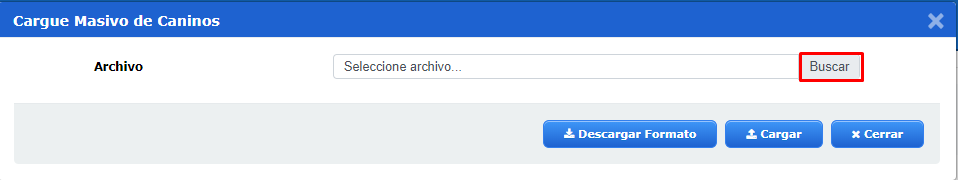 Cargue Masivo de Caninos
Archivo Seleccione archivo... Buscar
Descargar Formato Cargar Cerrar